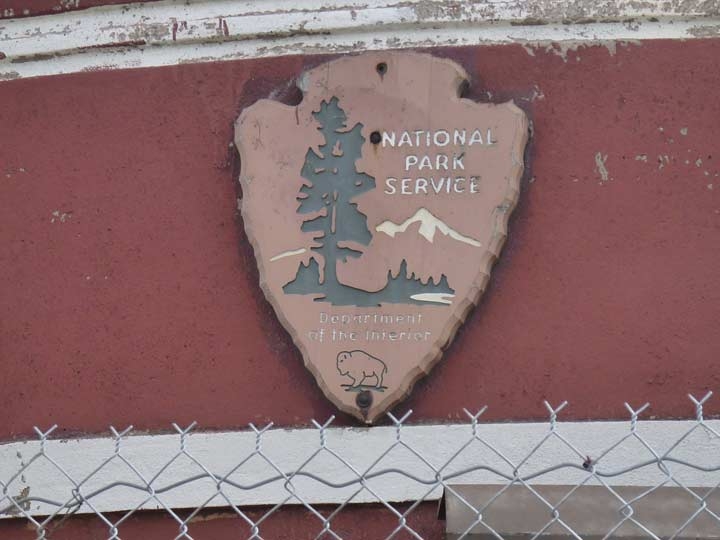 NATIONAL
PARK
SERVICE
Department
of the Interior